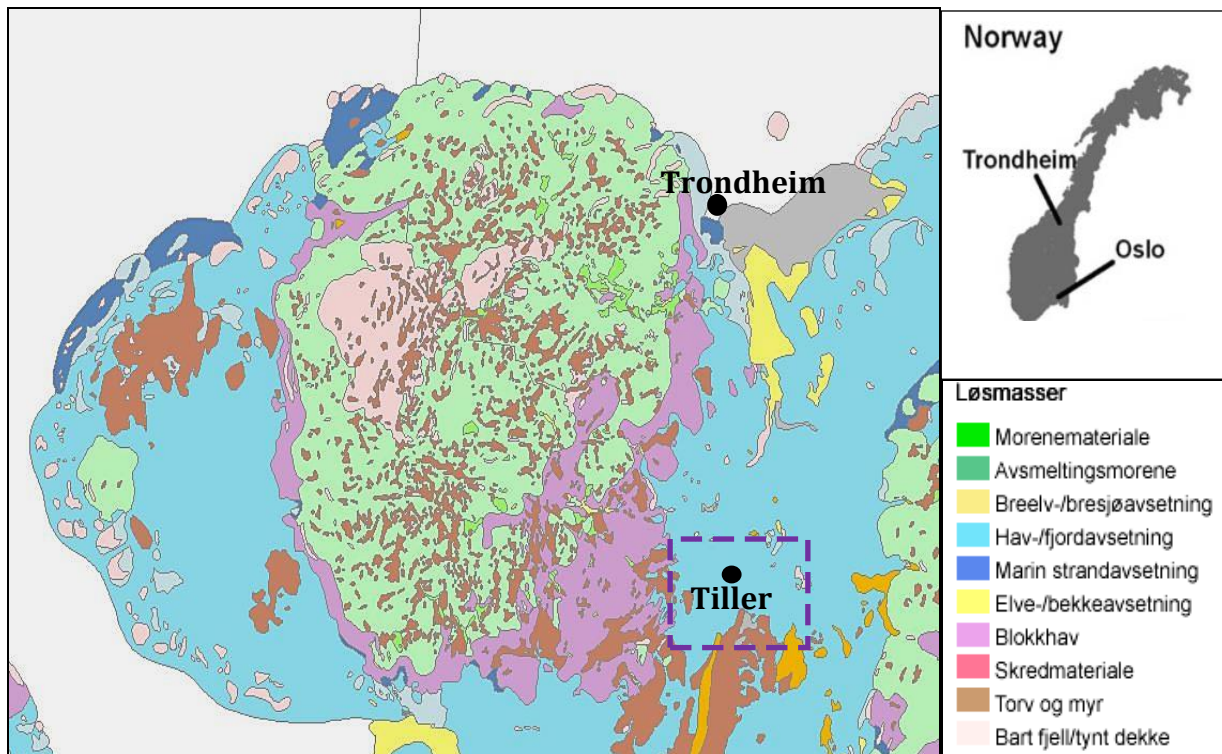 Trondheim
Tiller
Norway
Trondheim
Oslo
Løsmasser
Morenemateriale
Avsmeltingsmorene
Breelv-/bresjøavsetning
Hav-/fjordavsetning
Marin strandavsetning
Elve-/bekkeavsetning
Blokkhav
Skredmateriale
Torv og myr
Bart fjell/tynt dekke